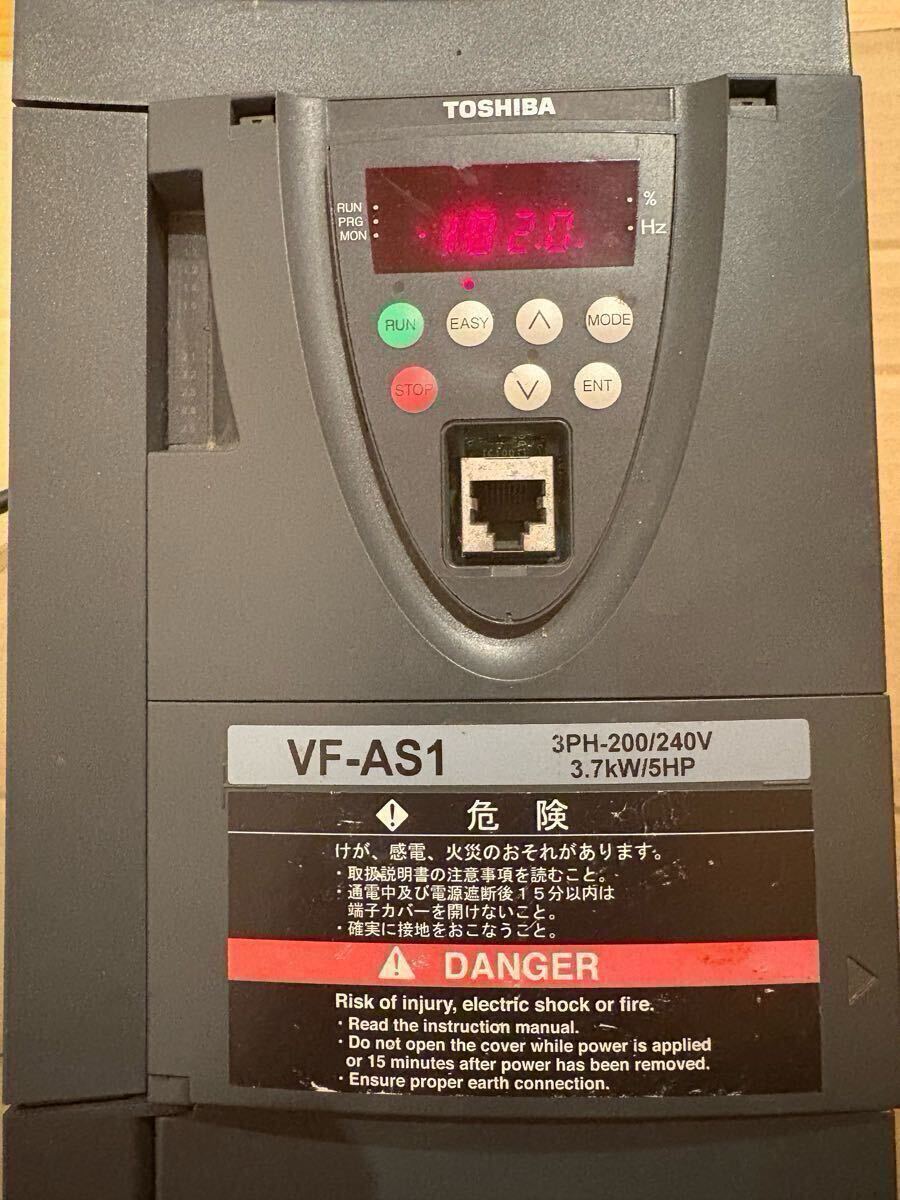 TOSHIBA
RUN
PRG
MON
%
Hz
RUN
EASY
MODE
STOP
ENT
VF-AS1
3PH-200/240V
3.7kW/5HP
危険
けが、感電、火災のおそれがあります。
・取扱説明書の注意事項を読むこと。
・通電中及び電源遮断後15分以内は
端子カバーを開けないこと。
・確実に接地をおこなうこと。
DANGER
Risk of injury, electric shock or fire.
・Read the instruction manual.
・Do not open the cover while power is applied
or 15 minutes after power has been removed.
・Ensure proper earth connection.